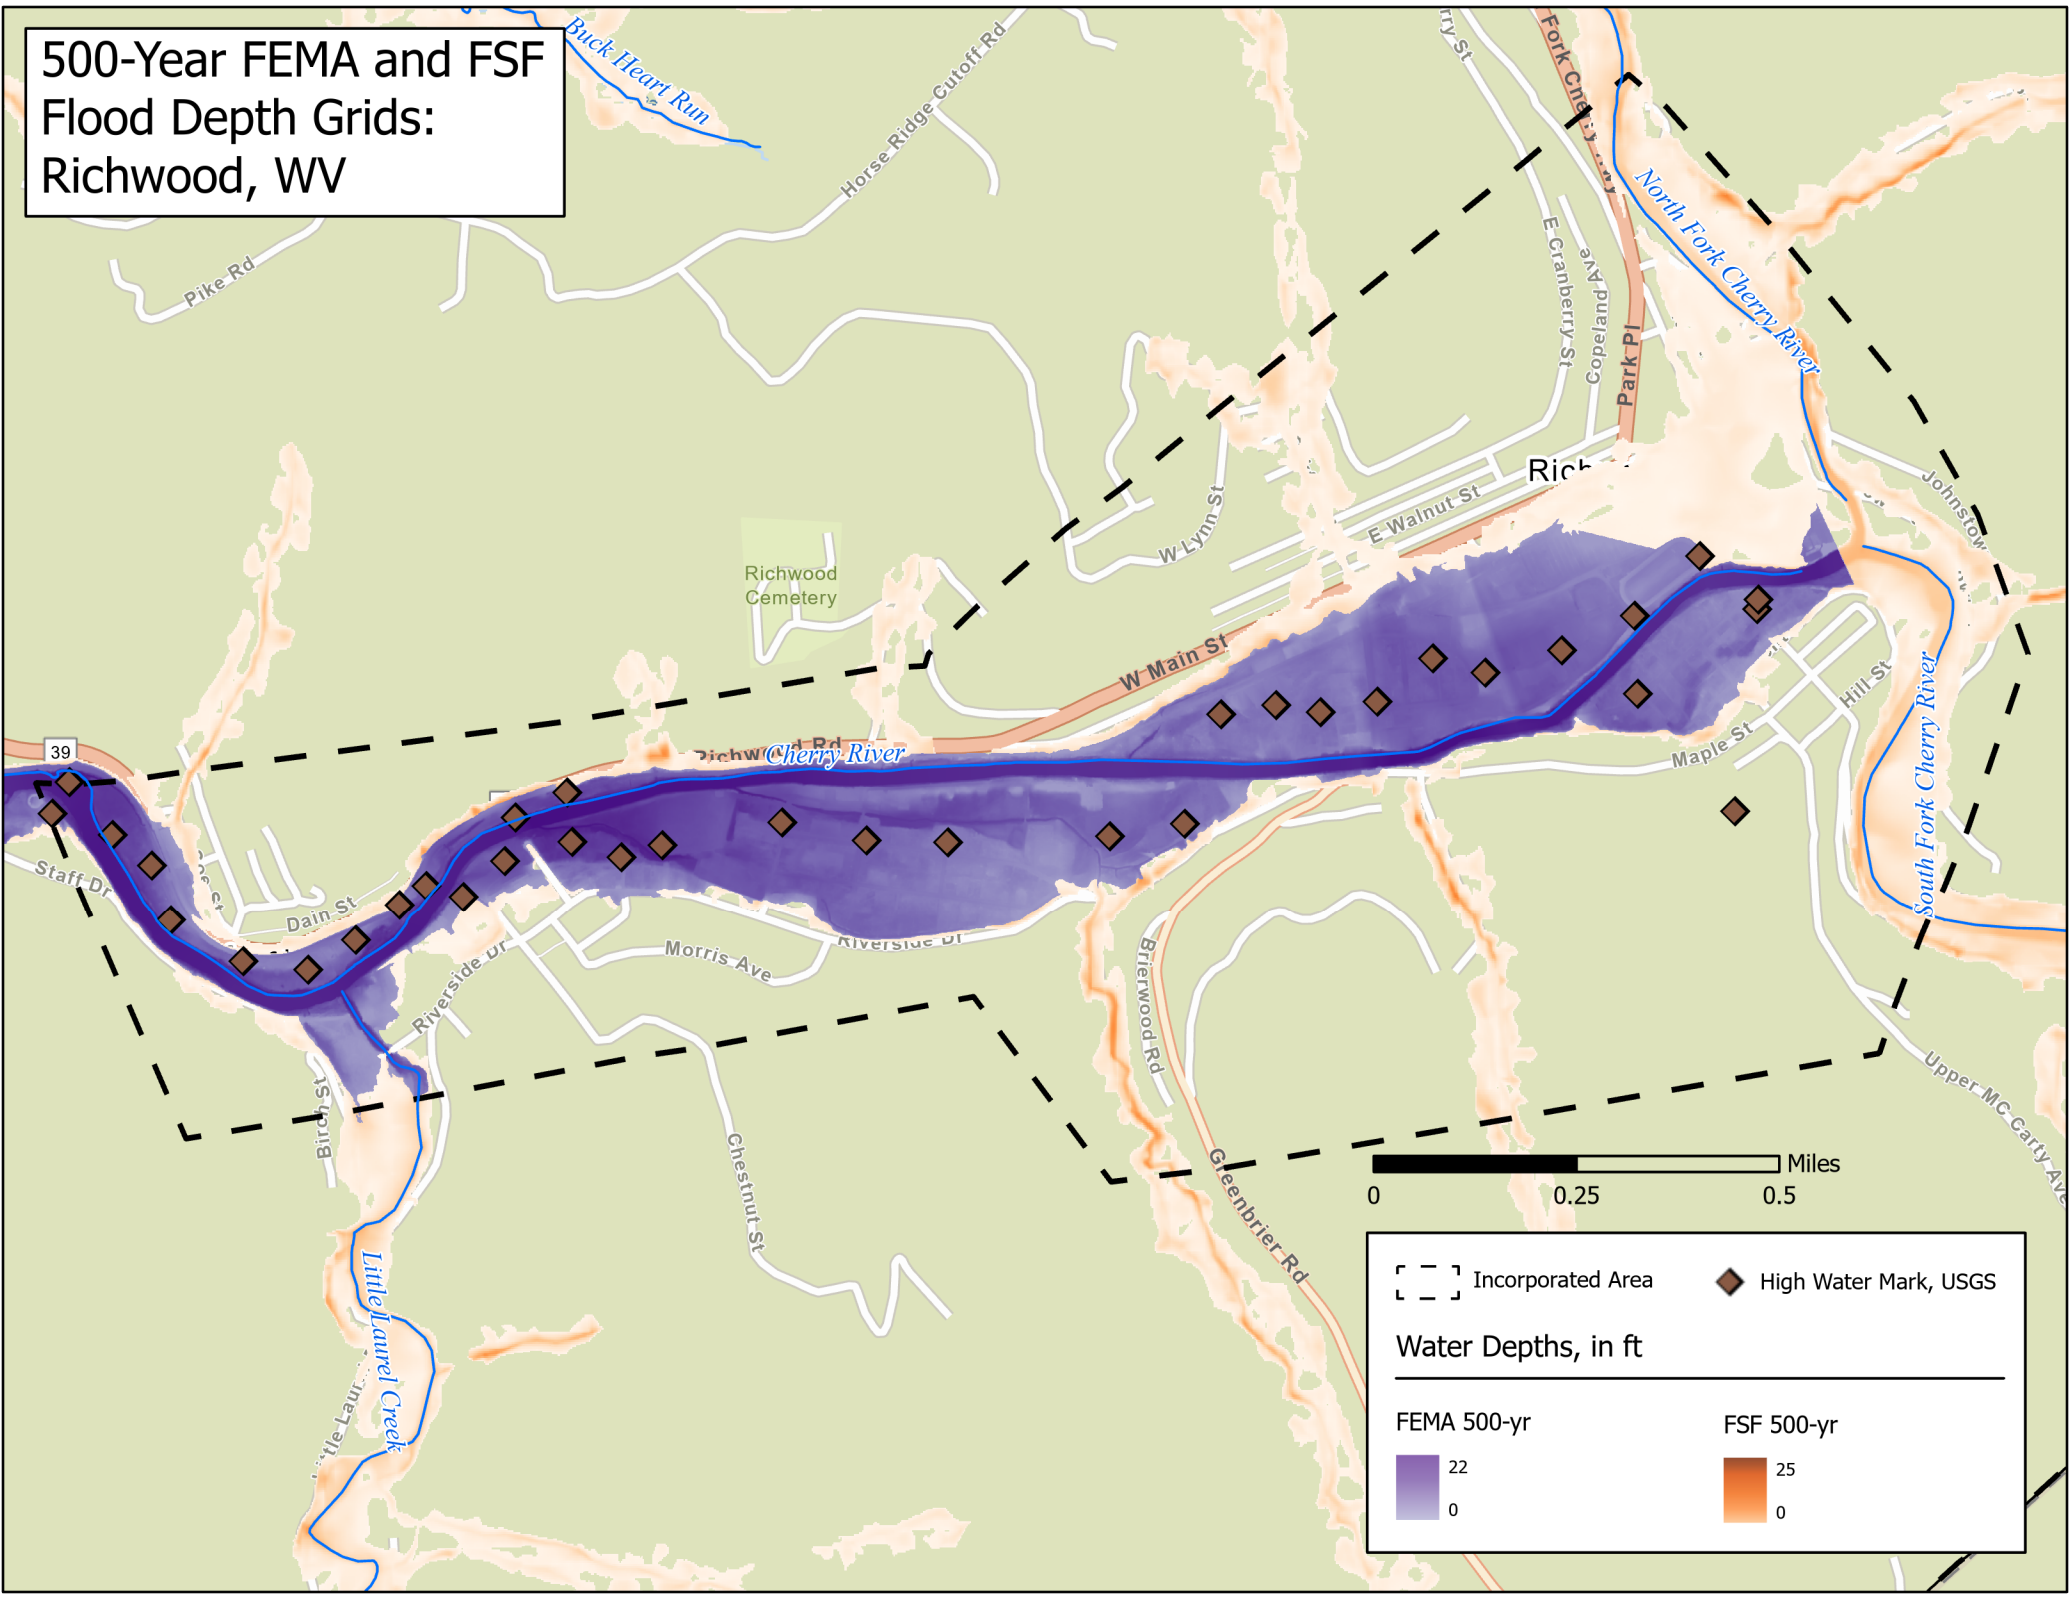 500-Year FEMA and FSF
Flood Depth Grids:
Richwood, WV
Buck Heart Run
Horse Ridge Cutoff Rd
Pike Rd
North Fork Cherry River
E Cranberry St
Copeland Ave
Park Pl
E Walnut St
W Lynn St
Richwood
Cemetery
W Main St
Johnstow
Hill St
Maple St
South Fork Cherry River
39
Richwood Rd
Cherry River
Staff Dr
Dain St
Riverside Dr
Morris Ave
Riverside Dr
Brierwood Rd
Birch St
Chestnut St
Greenbrier Rd
Upper MC Carty Ave
Little Laurel Creek
Miles
0 0.25 0.5
Incorporated Area
High Water Mark, USGS
Water Depths, in ft
FEMA 500-yr
22
0
FSF 500-yr
25
0